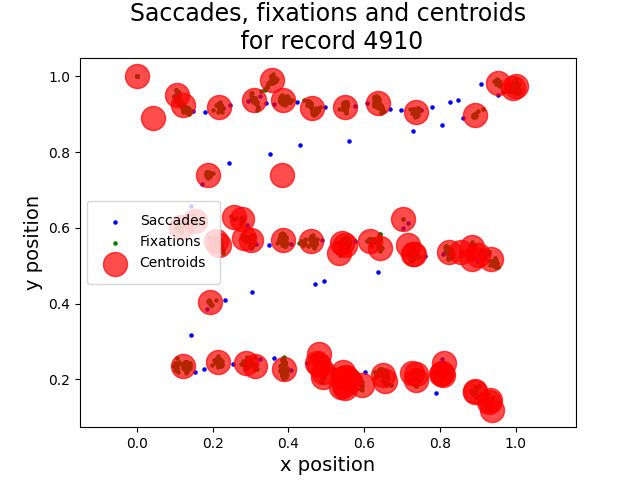 Saccades, fixations and centroids
for record 4910
1.0
0.8
0.6
0.4
0.2
y position
Saccades
Fixations
Centroids
0.0
0.2
0.4
0.6
0.8
1.0
x position